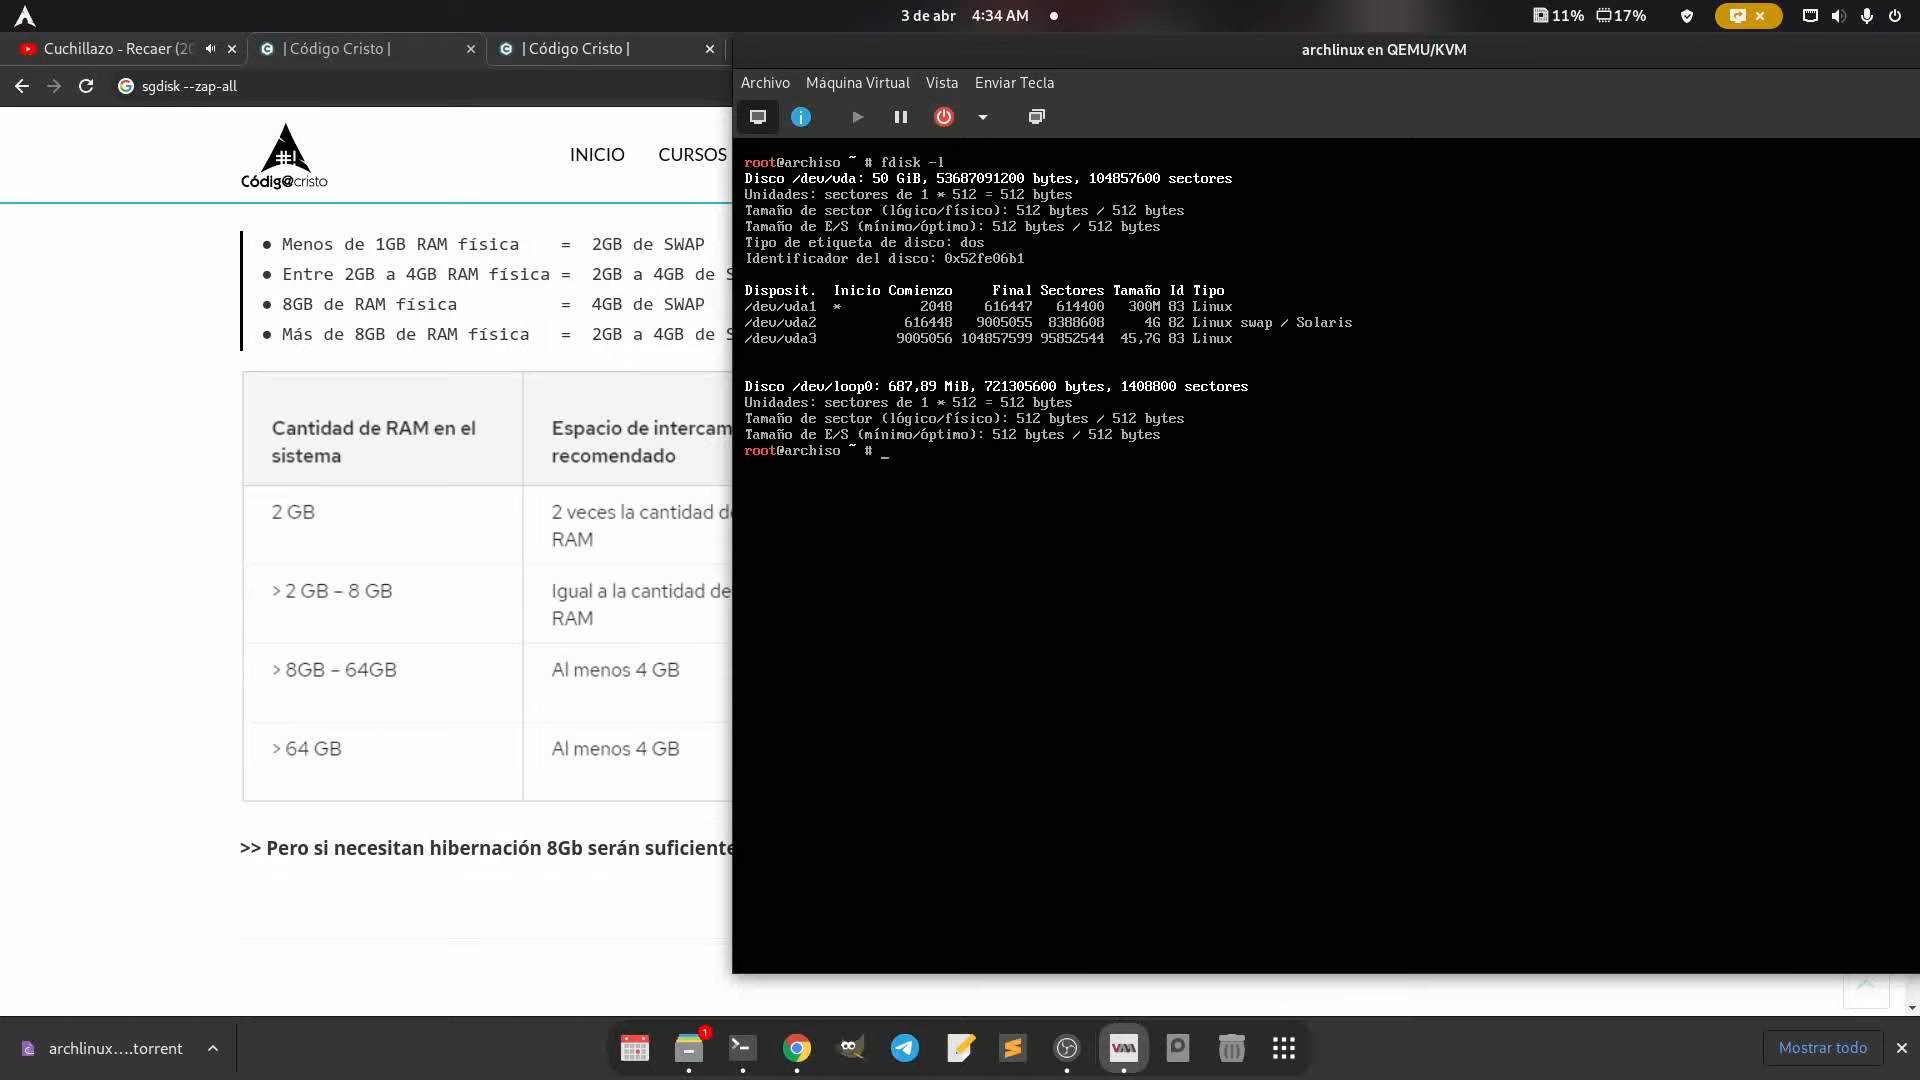 3 de abr 4:34 AM
11% 17%
Cuchillazo - Recaer (20
| Código Cristo |
| Código Cristo |
sgdisk --zap-all
#!
Códig@cristo
INICIO CURSOS
Menos de 1GB RAM física = 2GB de SWAP
Entre 2GB a 4GB RAM física = 2GB a 4GB de S
8GB de RAM física = 4GB de SWAP
Más de 8GB de RAM física = 2GB a 4GB de S
Cantidad de RAM en el sistema
Espacio de intercam
recomendado
2 GB
2 veces la cantidad de
RAM
> 2 GB – 8 GB
Igual a la cantidad de
RAM
> 8GB – 64GB
Al menos 4 GB
> 64 GB
Al menos 4 GB
>> Pero si necesitan hibernación 8Gb serán suficiente
archlinux en QEMU/KVM
Archivo Máquina Virtual Vista Enviar Tecla
root@archiso ~ # fdisk -l
Disco /dev/vda: 50 GiB, 53687091200 bytes, 104857600 sectores
Unidades: sectores de 1 * 512 = 512 bytes
Tamaño de sector (lógico/físico): 512 bytes / 512 bytes
Tamaño de E/S (mínimo/óptimo): 512 bytes / 512 bytes
Tipo de etiqueta de disco: dos
Identificador del disco: 0x52fe06b1
Disposit. Inicio Comienzo Final Sectores Tamaño Id Tipo
/dev/vda1 * 2048 616447 614400 300M 83 Linux
/dev/vda2 616448 9005055 8388608 4G 82 Linux swap / Solaris
/dev/vda3 9005056 104857599 95852544 45,7G 83 Linux
Disco /dev/loop0: 687,89 MiB, 721305600 bytes, 1408800 sectores
Unidades: sectores de 1 * 512 = 512 bytes
Tamaño de sector (lógico/físico): 512 bytes / 512 bytes
Tamaño de E/S (mínimo/óptimo): 512 bytes / 512 bytes
root@archiso ~ # _
archlinux....torrent
1
Mostrar todo